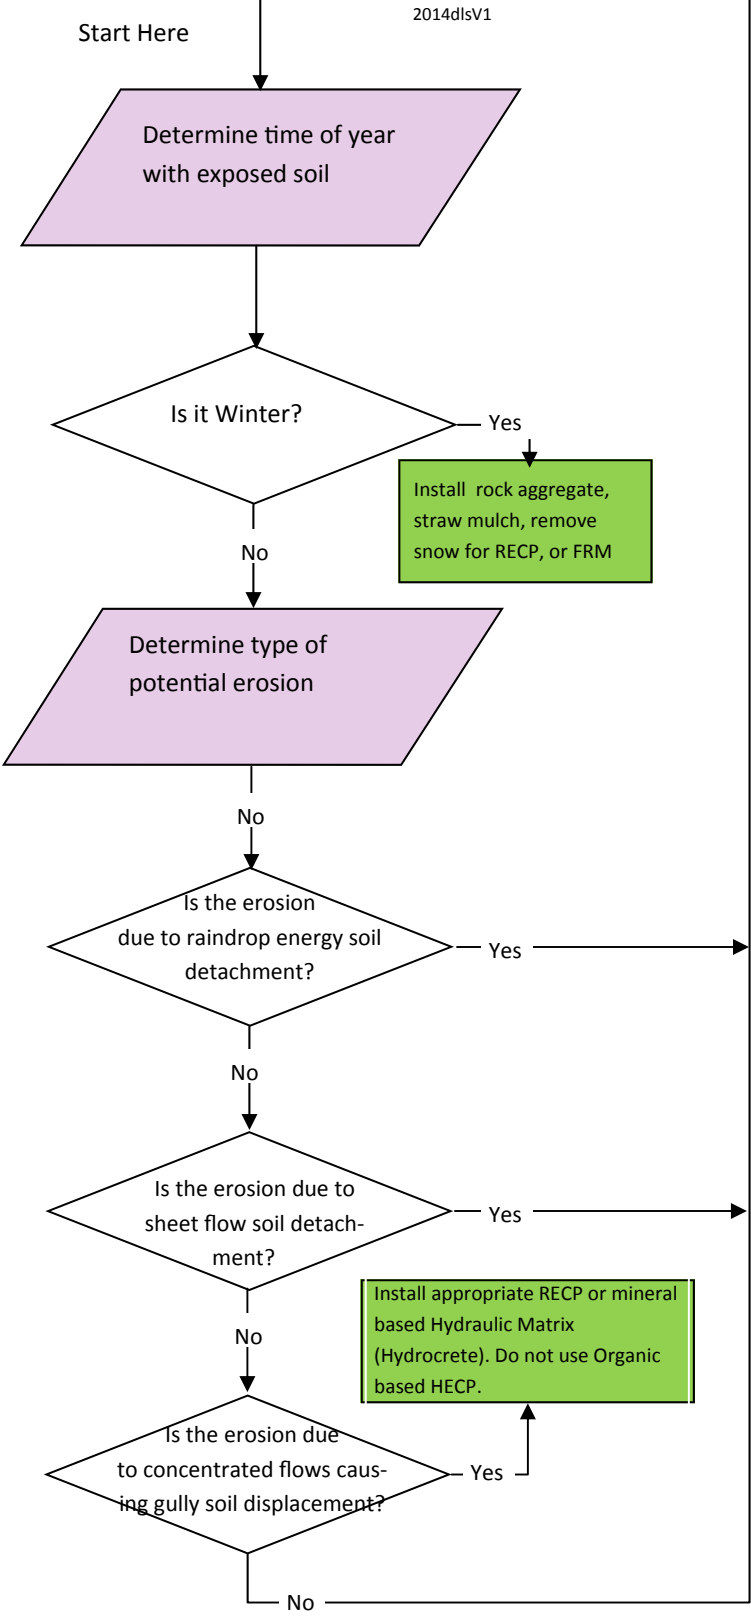 2014dlsV1
Start Here
Determine time of year
with exposed soil
Is it Winter?
Yes
Install rock aggregate,
straw mulch, remove
snow for RECP, or FRM
No
Determine type of
potential erosion
No
Is the erosion
due to raindrop energy soil
detachment?
Yes
No
Is the erosion due to
sheet flow soil detach-
ment?
Yes
Install appropriate RECP or mineral
based Hydraulic Matrix
(Hydrocrete). Do not use Organic
based HECP.
No
Is the erosion due
to concentrated flows caus-
ing gully soil displacement?
Yes
No